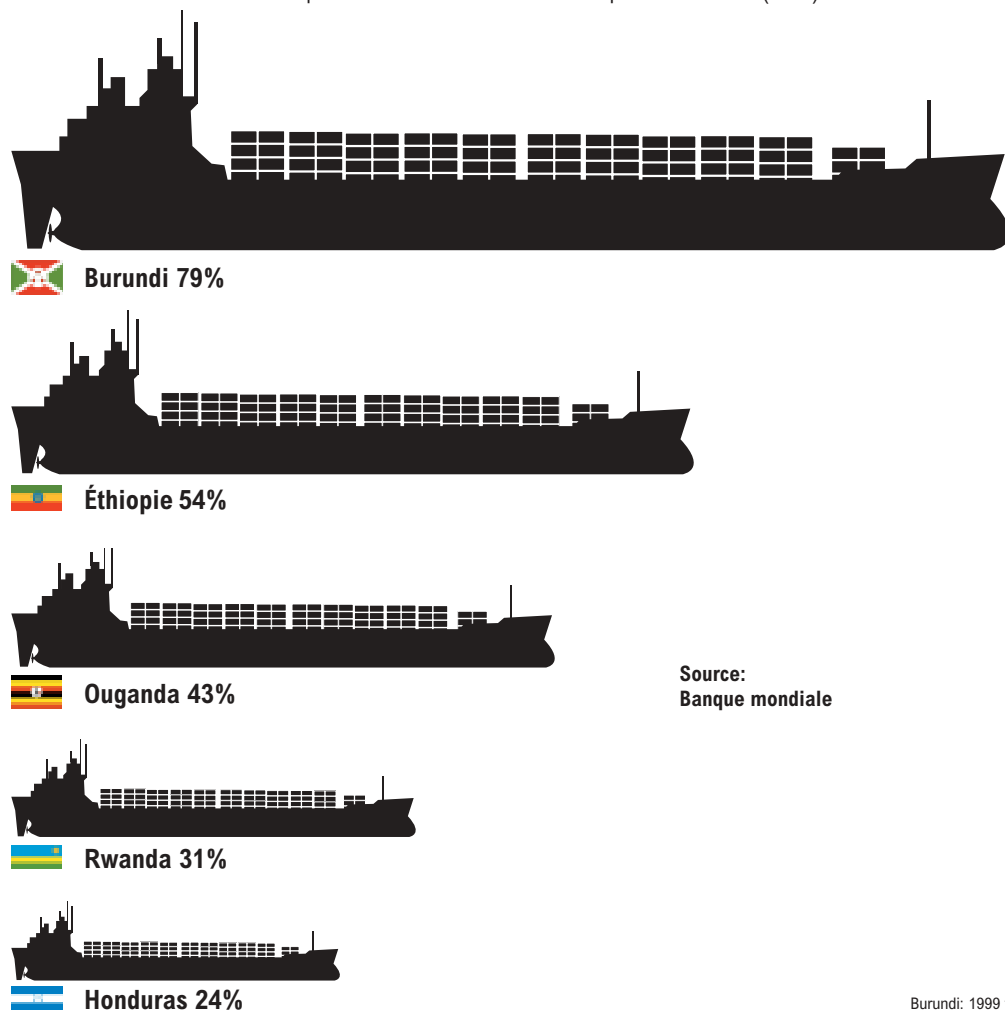 Burundi 79%
Éthiopie 54%
Ouganda 43%
Source:
Banque mondiale
Rwanda 31%
Honduras 24%
Burundi: 1999